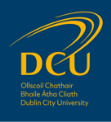 DCU
Ollscoil Chathair
Bhaile Átha Cliath
Dublin City University